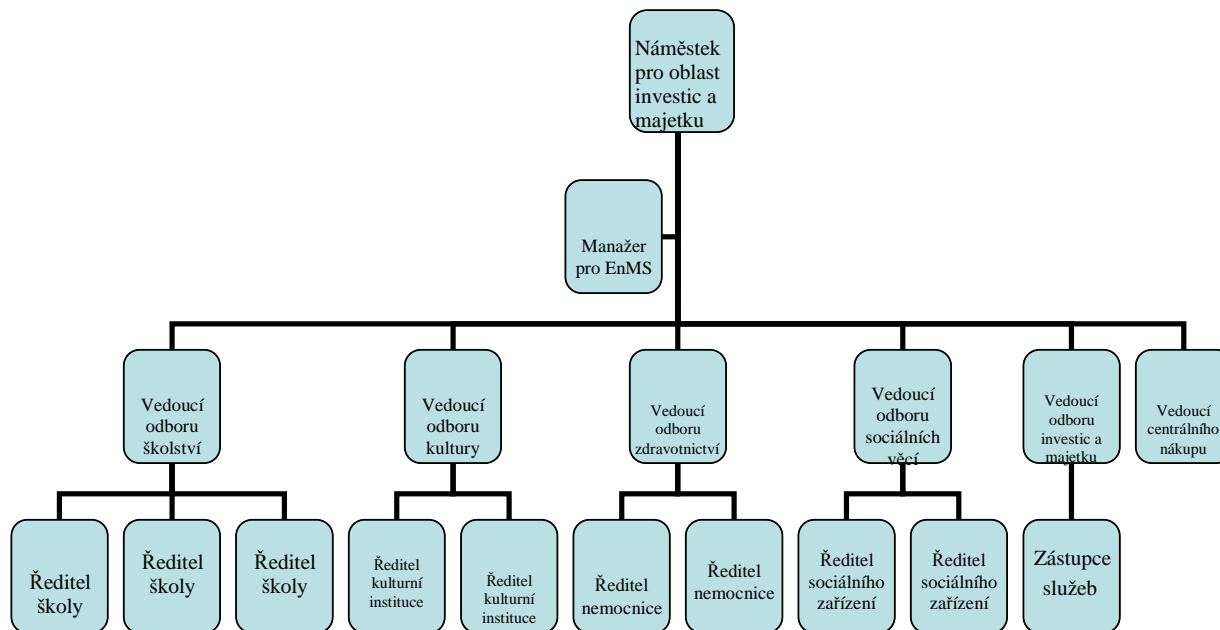 Náměstek
pro oblast
investic a
majetku
Manažer
pro EnMS
Vedoucí
odboru
školství
Vedoucí
odboru
kultury
Vedoucí
odboru
zdravotnictví
Vedoucí
odboru
sociálních
věcí
Vedoucí
odboru
investic a
majetku
Vedoucí
centrálního
nákupu
Ředitel
školy
Ředitel
školy
Ředitel
školy
Ředitel
kulturní
instituce
Ředitel
kulturní
instituce
Ředitel
nemocnice
Ředitel
nemocnice
Ředitel
sociálního
zařízení
Ředitel
sociálního
zařízení
Zástupce
služeb